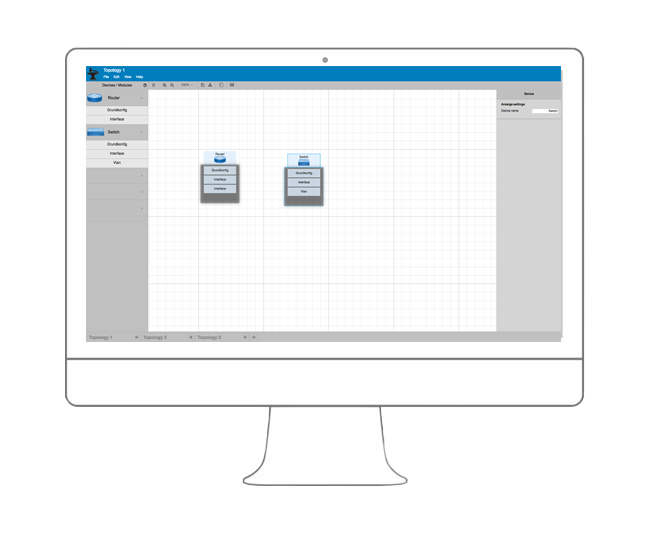 Topology 1
File Edit View Help
Devices / Modules
100%
Router
Grundkonfig
Interface
Switch
Grundkonfig
Interface
Vlan
Router
Grundkonfig
Interface
Interface
Switch
Grundkonfig
Interface
Vlan
Device
Arrange settings
Device name Switch
Topology 1 Topology 2 Topology 3